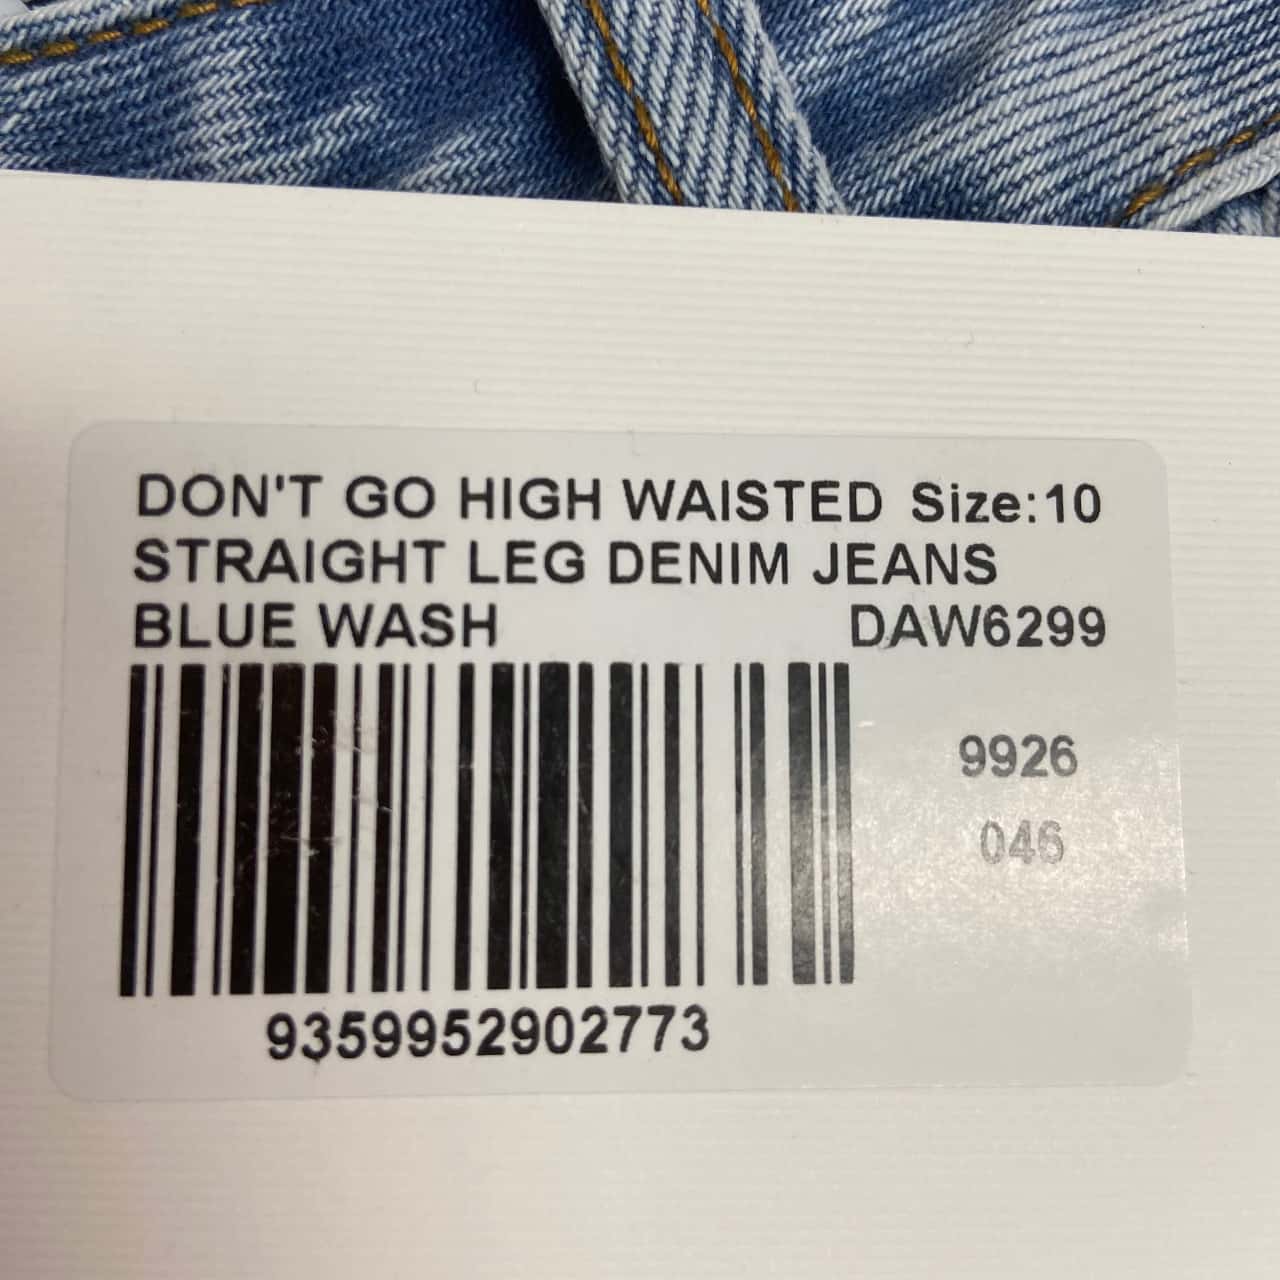 DON'T GO HIGH WAISTED Size:10
STRAIGHT LEG DENIM JEANS
BLUE WASH DAW6299
9926
046
9359952902773